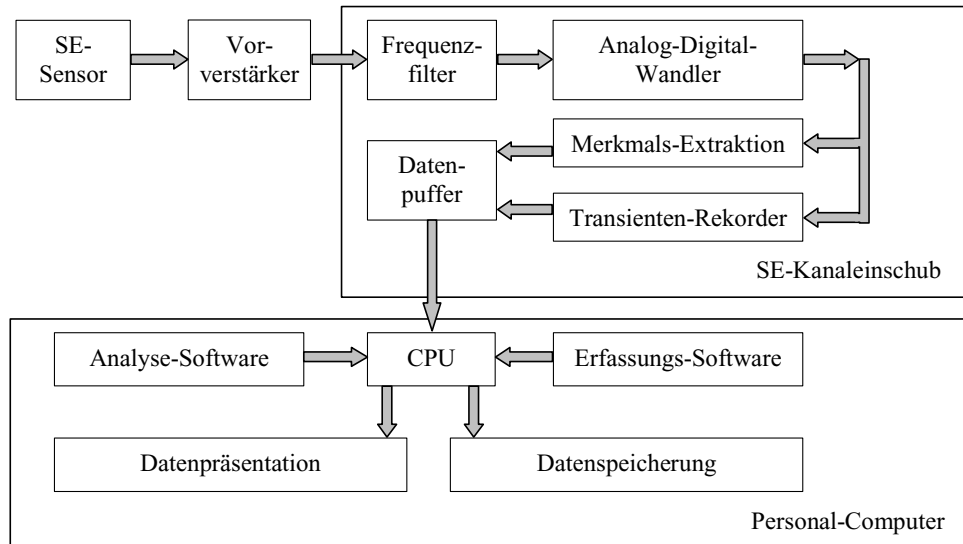 SE-
Sensor
Vor-
verstärker
Frequenz-
filter
Analog-Digital-
Wandler
Merkmals-Extraktion
Daten-
puffer
Transienten-Rekorder
SE-Kanaleinschub
Analyse-Software
CPU
Erfassungs-Software
Datenpräsentation
Datenspeicherung
Personal-Computer